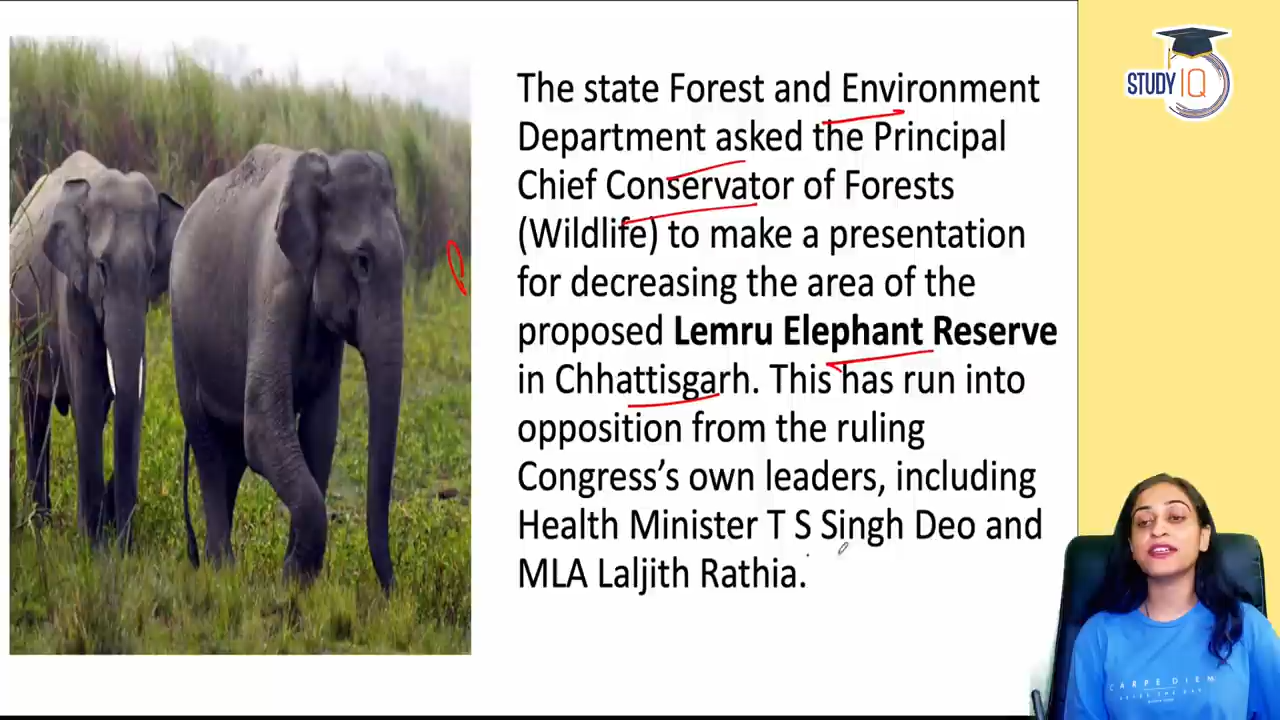 The state Forest and Environment
Department asked the Principal
Chief Conservator of Forests
(Wildlife) to make a presentation
for decreasing the area of the
proposed Lemru Elephant Reserve
in Chhattisgarh. This has run into
opposition from the ruling
Congress's own leaders, including
Health Minister T S Singh Deo and
MLA Laljith Rathia.
STUDY IQ
CARPE DIEM